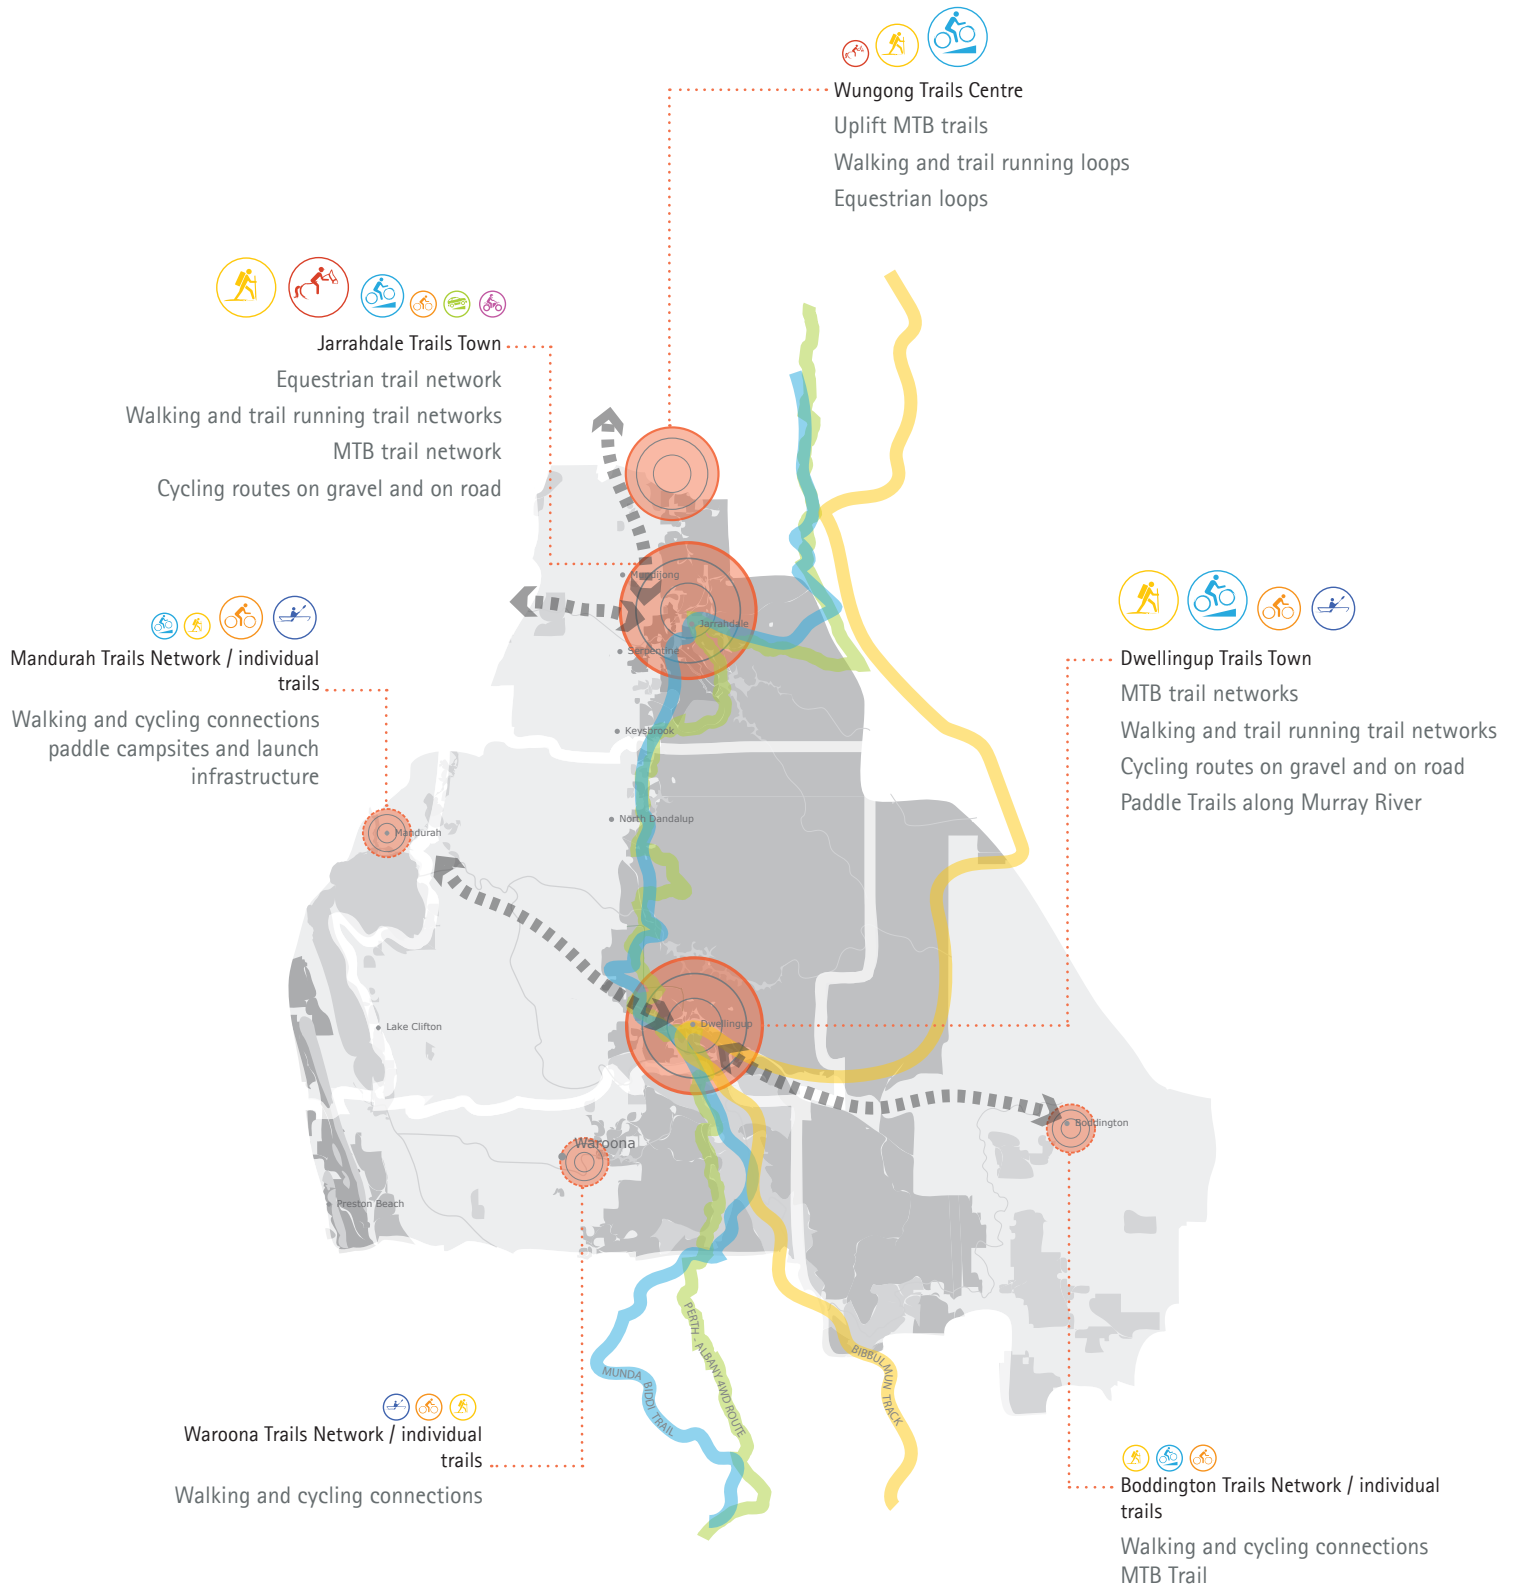 Wungong Trails Centre
Uplift MTB trails
Walking and trail running loops
Equestrian loops
Jarrahdale Trails Town
Equestrian trail network
Walking and trail running trail networks
MTB trail network
Cycling routes on gravel and on road
Mundijong
Jarrahdale
Serpentine
Mandurah Trails Network / individual
trails
Walking and cycling connections
paddle campsites and launch
infrastructure
Dwellingup Trails Town
MTB trail networks
Walking and trail running trail networks
Cycling routes on gravel and on road
Paddle Trails along Murray River
Keysbrook
North Dandalup
Mandurah
Lake Clifton
Dwellingup
Boddington
Waroona
Preston Beach
PERTH - ALBANY 4WD ROUTE
MUNDA BIDDI TRAIL
BIBBULMUN TRACK
Waroona Trails Network / individual
trails
Walking and cycling connections
Boddington Trails Network / individual
trails
Walking and cycling connections
MTB Trail